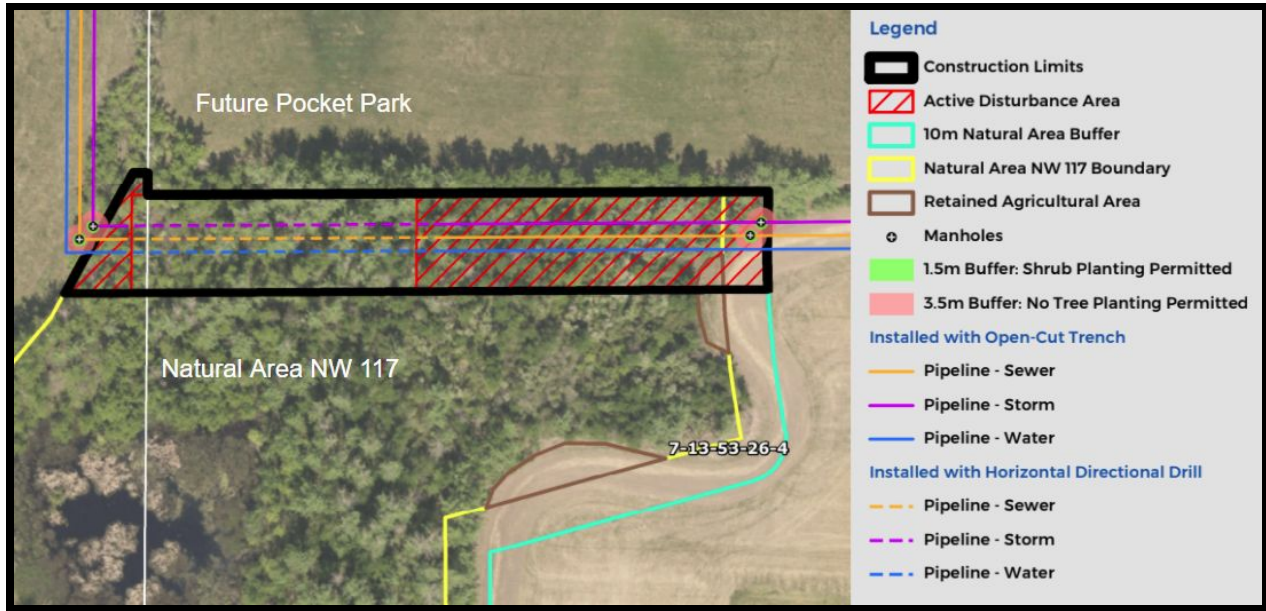 Future Pocket Park
Natural Area NW 117
7-13-53-26-4
Legend
Construction Limits
Active Disturbance Area
10m Natural Area Buffer
Natural Area NW 117 Boundary
Retained Agricultural Area
Manholes
1.5m Buffer: Shrub Planting Permitted
3.5m Buffer: No Tree Planting Permitted
Installed with Open-Cut Trench
Pipeline - Sewer
Pipeline - Storm
Pipeline - Water
Installed with Horizontal Directional Drill
Pipeline - Sewer
Pipeline - Storm
Pipeline - Water